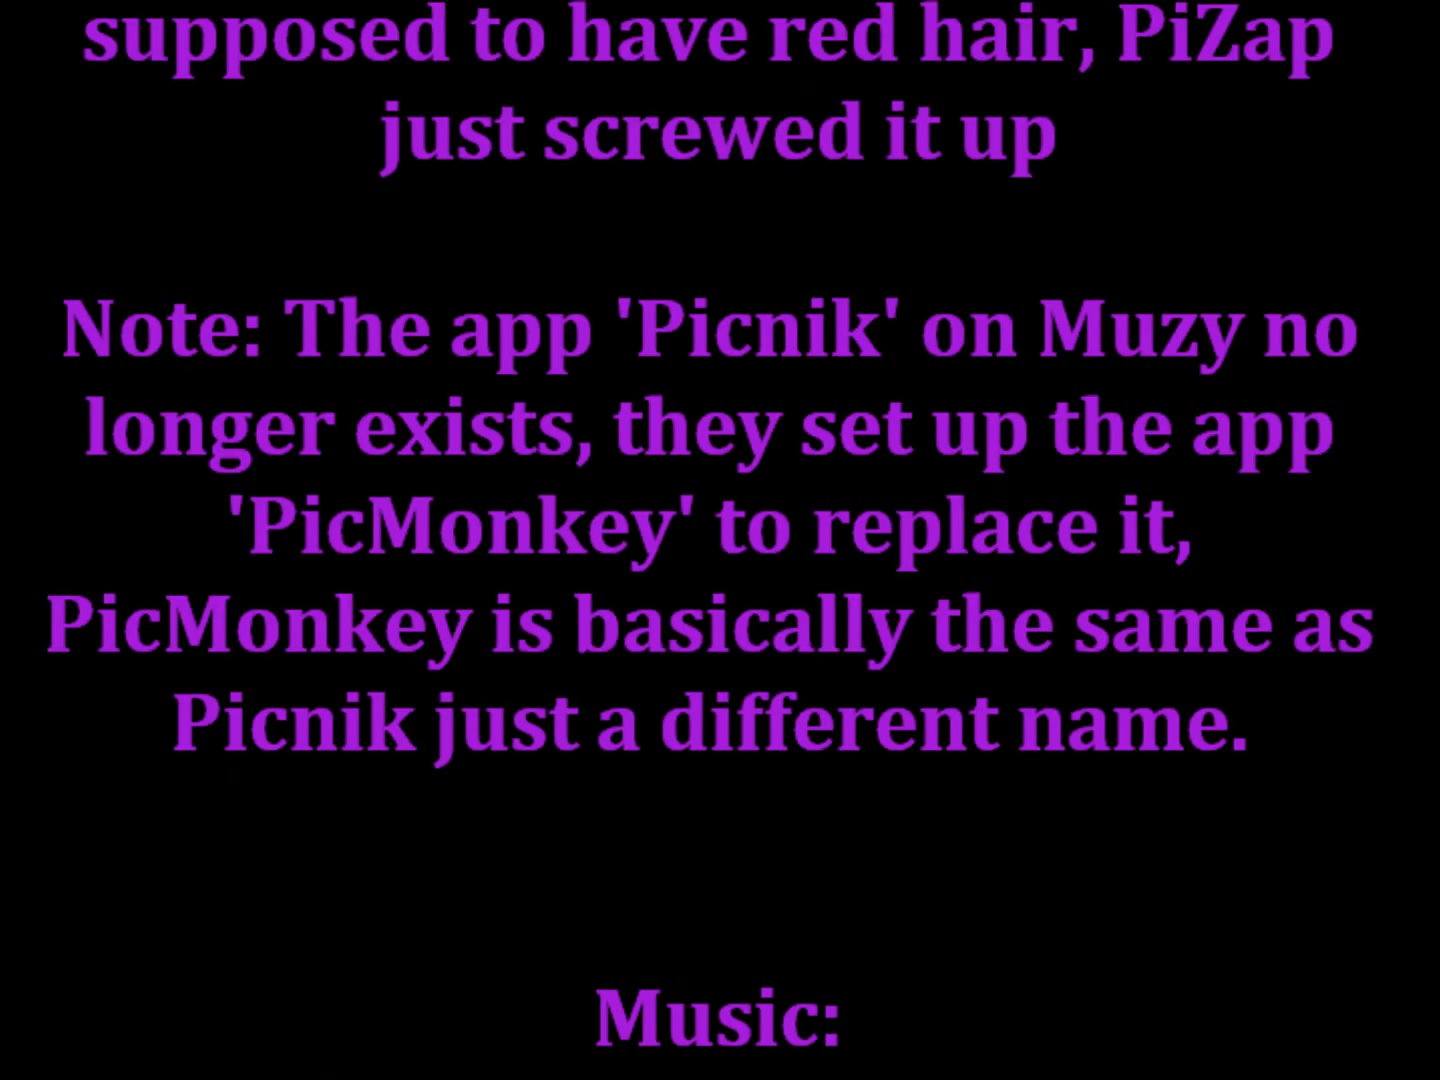 supposed to have red hair, PiZap
just screwed it up
Note: The app 'Picnik' on Muzy no
longer exists, they set up the app
'PicMonkey' to replace it,
PicMonkey is basically the same as
Picnik just a different name.
Music: